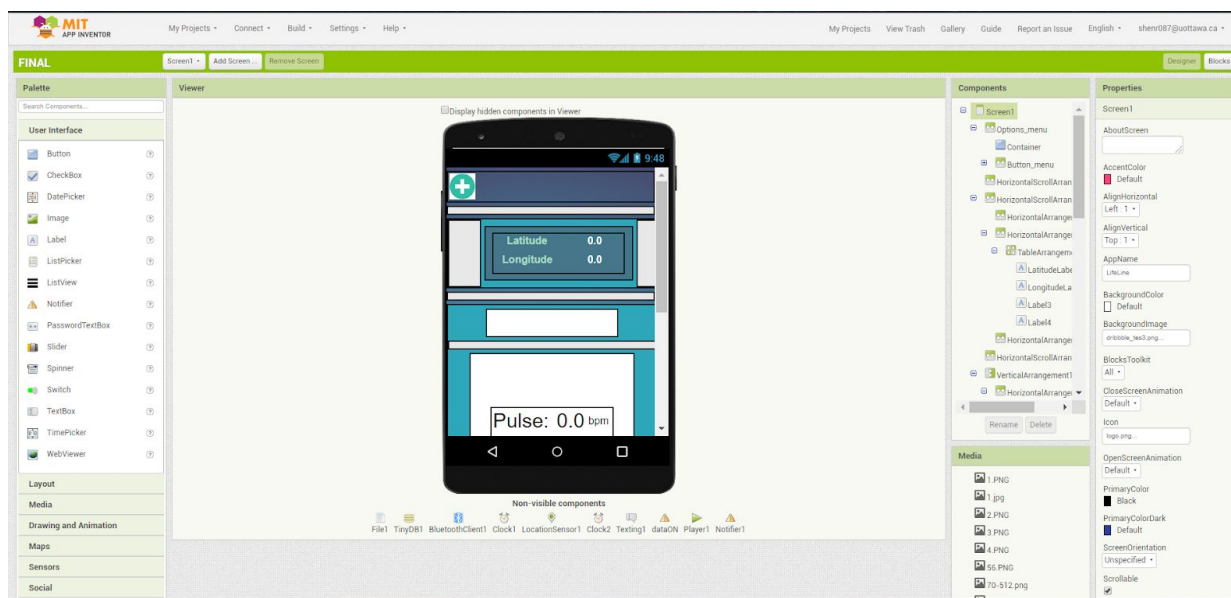 MIT
APP INVENTOR
My Projects Connect Build Settings Help
My Projects View Trash Gallery Guide Report an Issue English shenr087@uottawa.ca
FINAL
Screen1 Add Screen ... Remove Screen
Designer Blocks
Palette
Search Components...
User Interface
Button
CheckBox
DatePicker
Image
Label
ListPicker
ListView
Notifier
PasswordTextBox
Slider
Spinner
Switch
TextBox
TimePicker
WebViewer
Layout
Media
Drawing and Animation
Maps
Sensors
Social
Viewer
Display hidden components in Viewer
9:48
Latitude 0.0
Longitude 0.0
Pulse: 0.0 bpm
Non-visible components
File1 TinyDB1 BluetoothClient1 Clock1 LocationSensor1 Clock2 Texting1 dataON Player1 Notifier1
Components
Screen1
Options_menu
Container
Button_menu
HorizontalScrollArran
HorizontalScrollArran
HorizontalArranger
HorizontalArranger
TableArrangem
LatitudeLabe
LongitudeLa
Label3
Label4
HorizontalArranger
HorizontalScrollArran
VerticalArrangement1
HorizontalArranger
Rename Delete
Media
1.PNG
1.jpg
2.PNG
3.PNG
4.PNG
56.PNG
70-512.png
Properties
Screen1
AboutScreen
AccentColor
Default
AlignHorizontal
Left : 1
AlignVertical
Top : 1
AppName
LifeLine
BackgroundColor
Default
BackgroundImage
dribbble_tes3.png...
BlocksToolkit
All
CloseScreenAnimation
Default
Icon
logo.png...
OpenScreenAnimation
Default
PrimaryColor
Black
PrimaryColorDark
Default
ScreenOrientation
Unspecified
Scrollable